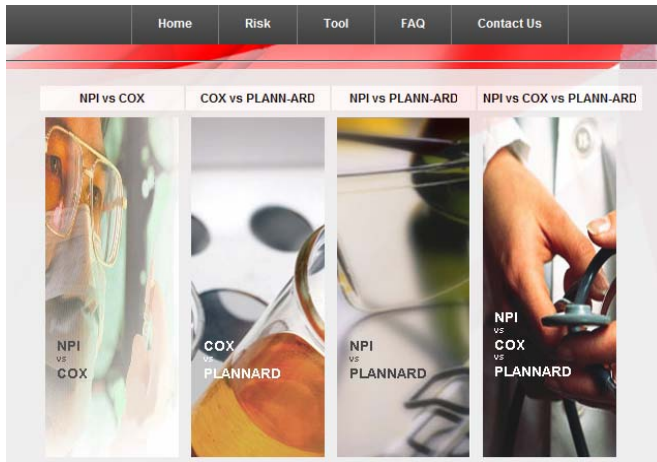 Home Risk Tool FAQ Contact Us
NPI vs COX COX vs PLANN-ARD NPI vs PLANN-ARD NPI vs COX vs PLANN-ARD
NPI
vs
COX
COX
vs
PLANNARD
NPI
vs
PLANNARD
NPI
vs
COX
vs
PLANNARD